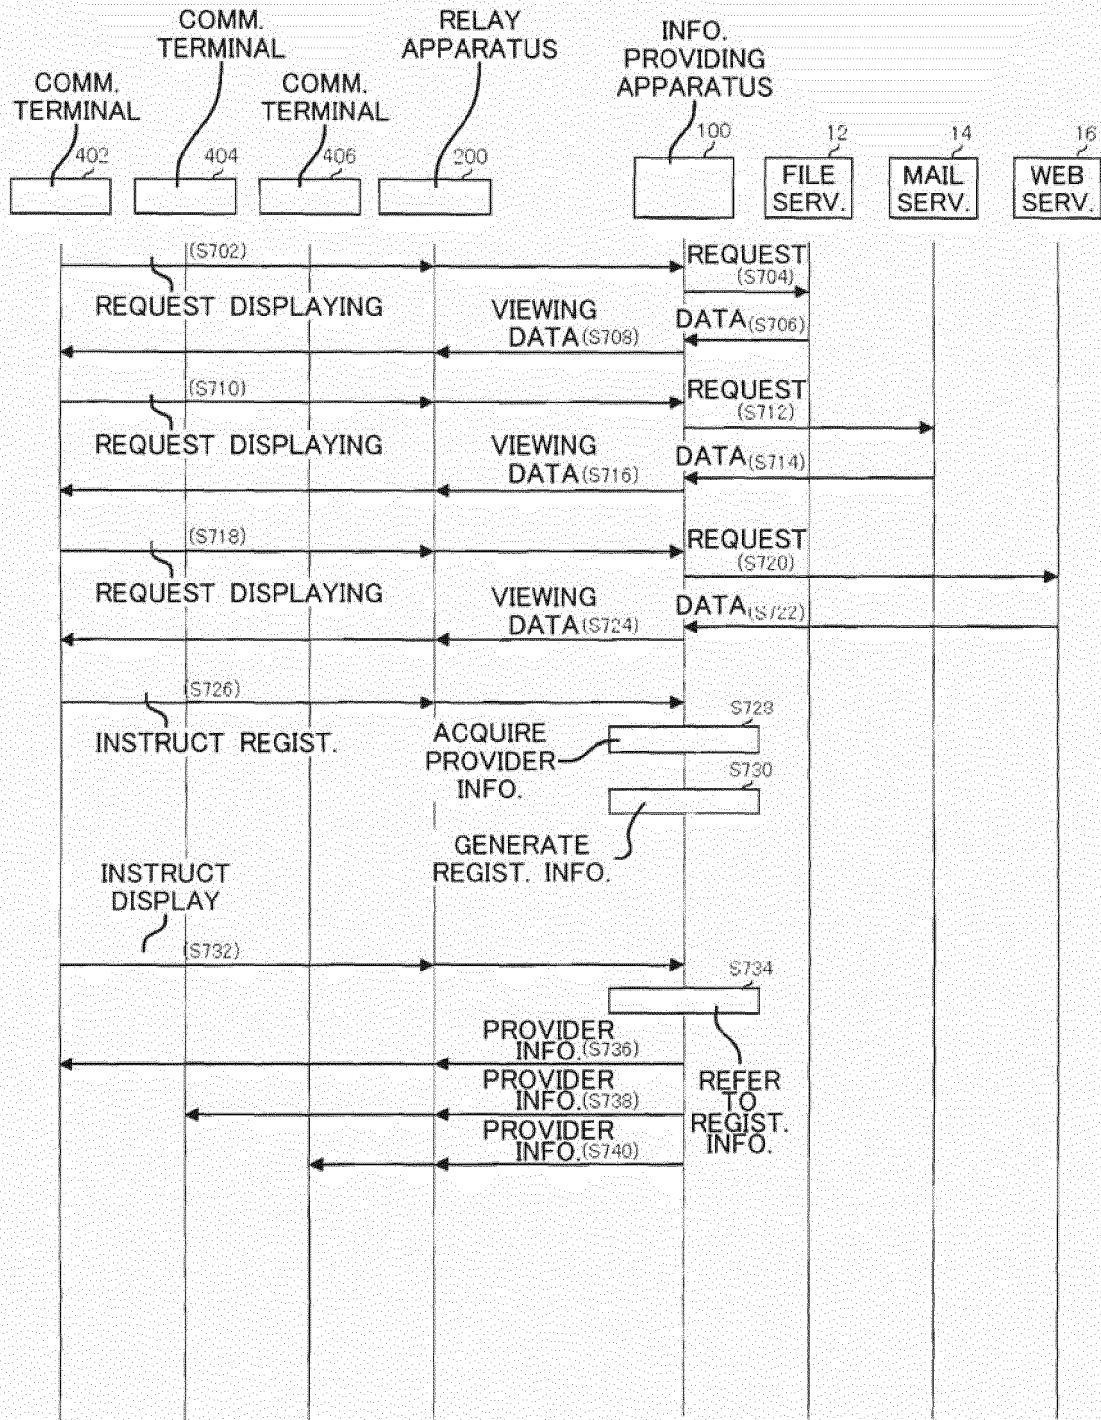 COMM.
TERMINAL
RELAY
APPARATUS
INFO.
PROVIDING
APPARATUS
COMM.
TERMINAL
COMM.
TERMINAL
402
404
406
200
100
12
14
16
FILE
SERV.
MAIL
SERV.
WEB
SERV.
(S702)
REQUEST
(S704)
REQUEST DISPLAYING
VIEWING
DATA(S708)
DATA(S706)
(S710)
REQUEST
(S712)
REQUEST DISPLAYING
VIEWING
DATA(S716)
DATA(S714)
(S718)
REQUEST
(S720)
REQUEST DISPLAYING
VIEWING
DATA(S724)
DATA(S722)
(S726)
INSTRUCT REGIST.
S728
ACQUIRE
PROVIDER
INFO.
S730
GENERATE
REGIST. INFO.
INSTRUCT
DISPLAY
(S732)
S734
PROVIDER
INFO.(S736)
PROVIDER
INFO.(S738)
PROVIDER
INFO.(S740)
REFER
TO
REGIST.
INFO.